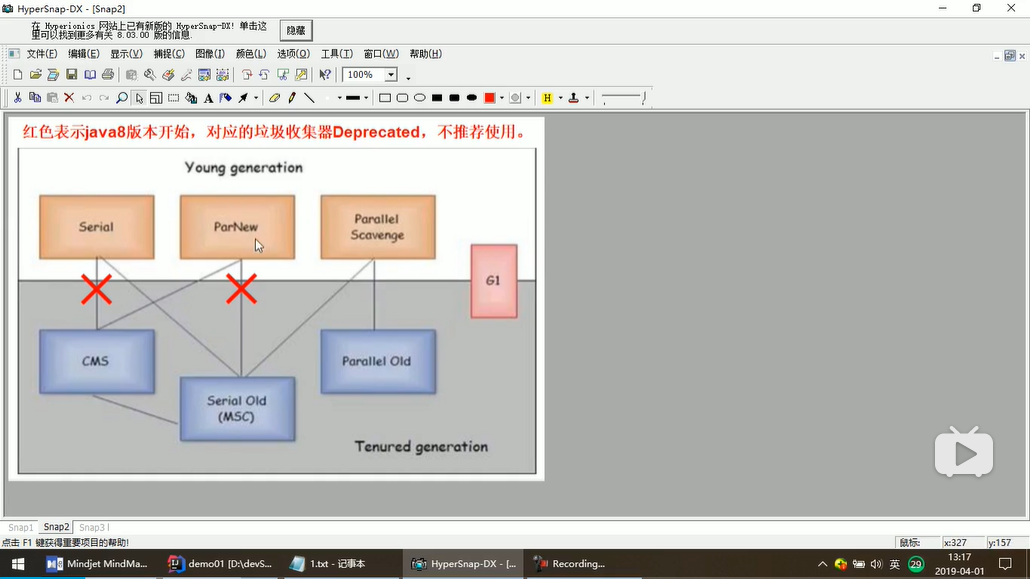 HyperSnap-DX - [Snap2]
在 Hyperionics 网站上已有新版的 HyperSnap-DX! 单击这
里可以找到更多有关 8.03.00 版的信息.
隐藏
文件(F) 编辑(E) 显示(V) 捕捉(C) 图像(I) 颜色(L) 选项(O) 工具(T) 窗口(W) 帮助(H)
100%
A
H
红色表示java8版本开始，对应的垃圾收集器Deprecated，不推荐使用。
Young generation
Serial
ParNew
Parallel
Scavenge
G1
CMS
Parallel Old
Serial Old
(MSC)
Tenured generation
Snap1 Snap2 Snap3
点击 F1 键获得重要项目的帮助!
鼠标: x:327 y:157
Mindjet MindMa...
demo01 [D:\devS...
1.txt - 记事本
HyperSnap-DX - [...
Recording...
英
29
13:17
2019-04-01